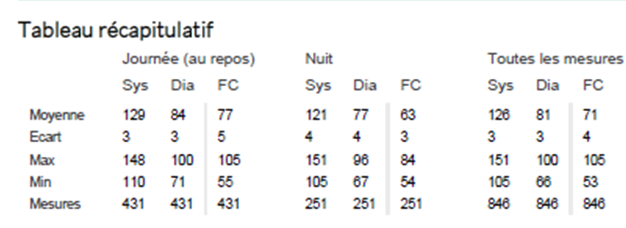 Tableau récapitulatif
Journée (au repos) Nuit Toutes les mesures
Sys Dia FC Sys Dia FC Sys Dia FC
Moyenne 129 84 77 121 77 63 126 81 71
Ecart 3 3 5 4 4 3 3 3 4
Max 148 100 105 151 96 84 151 100 105
Min 110 71 55 105 67 54 105 66 53
Mesures 431 431 431 251 251 251 846 846 846